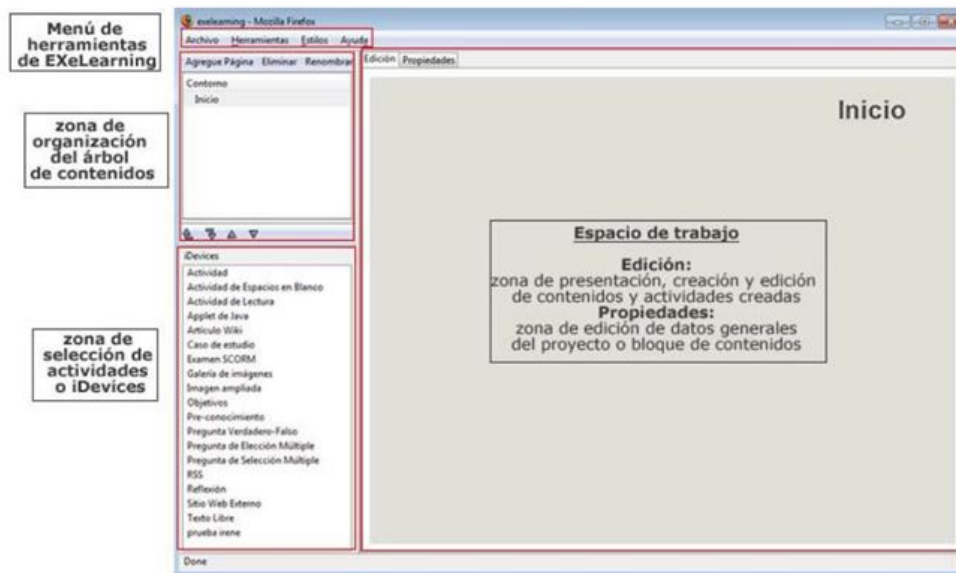 Menú de
herramientas
de EXeLearning
zona de
organización
del árbol
de contenidos
zona de
selección de
actividades
o iDevices
exelearning - Mozilla Firefox
Archivo Herramientas Estilos Ayuda
Agregue Página Eliminar Renombrar
Contorno
Inicio
iDevices
Actividad
Actividad de Espacios en Blanco
Actividad de Lectura
Applet de Java
Artículo Wiki
Caso de estudio
Examen SCORM
Galería de imágenes
Imagen ampliada
Objetivos
Pre-conocimiento
Pregunta Verdadero-Falso
Pregunta de Elección Múltiple
Pregunta de Selección Múltiple
RSS
Reflexión
Sitio Web Externo
Texto Libre
prueba irene
Done
Edición Propiedades
Inicio
Espacio de trabajo
Edición:
zona de presentación, creación y edición
de contenidos y actividades creadas
Propiedades:
zona de edición de datos generales
del proyecto o bloque de contenidos